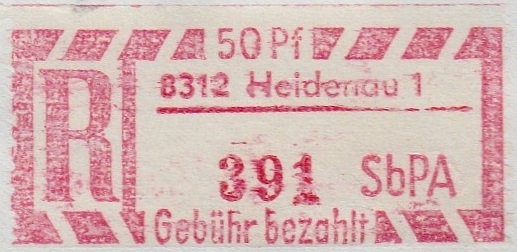 50 Pf
R
8312 Heidenau 1
391 SbPA
Gebühr bezahlt